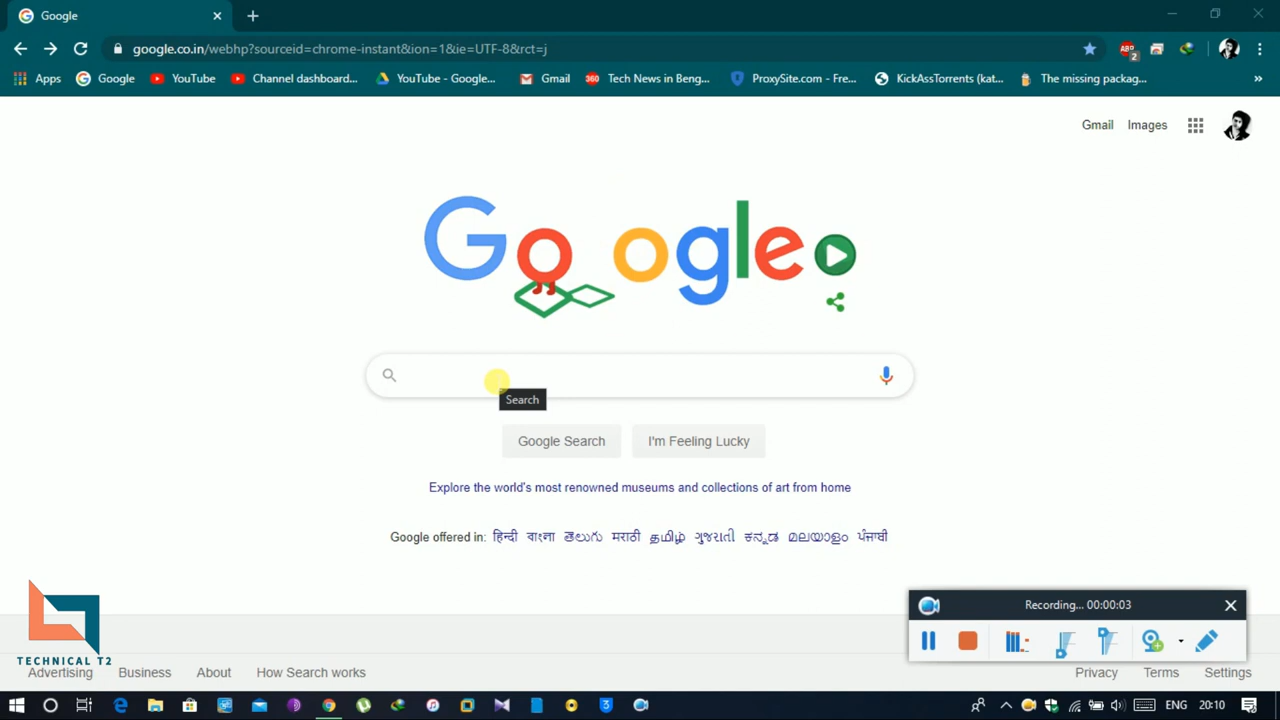 Google
google.co.in/webhp?sourceid=chrome-instant&ion=1&ie=UTF-8&rct=j
ABP
2
Apps
Google
YouTube
Channel dashboard...
YouTube - Google...
Gmail
360
Tech News in Beng...
ProxySite.com - Fre...
KickAssTorrents (kat...
The missing packag...
»
Gmail
Images
Google
Search
Google Search
I'm Feeling Lucky
Explore the world's most renowned museums and collections of art from home
Google offered in: हिन्दी বাংলা తెలుగు मराठी தமிழ் ગુજરાતી ಕನ್ನಡ മലയാളം ਪੰਜਾਬੀ
Recording... 00:00:03
TECHNICAL T2
Advertising
Business
About
How Search works
Privacy
Terms
Settings
ENG
20:10